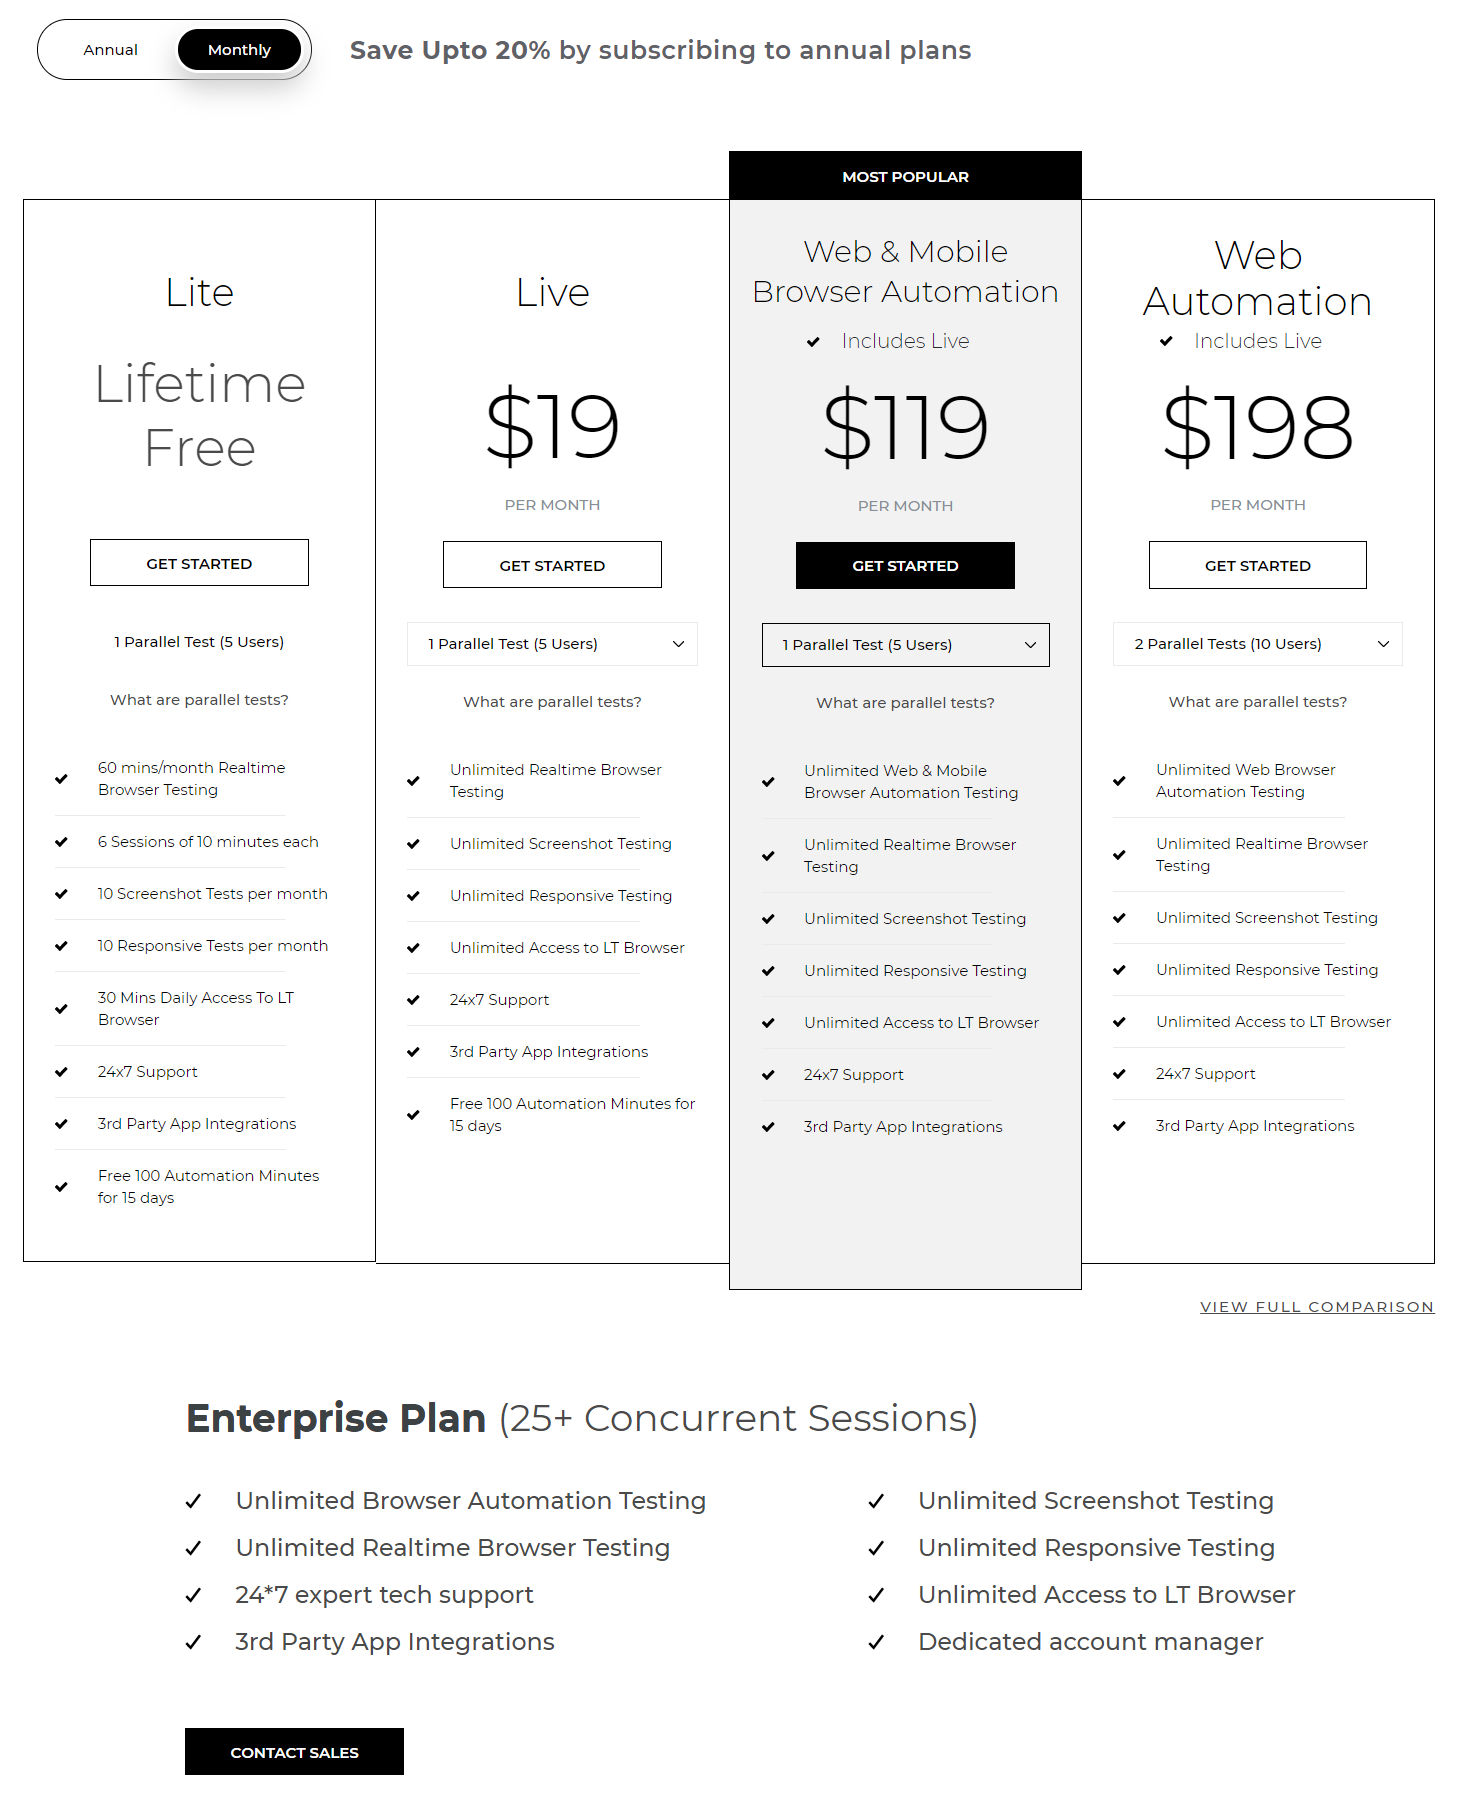 Annual
Monthly
Save Upto 20% by subscribing to annual plans
Lite
Lifetime
Free
GET STARTED
1 Parallel Test (5 Users)
What are parallel tests?
60 mins/month Realtime
Browser Testing
6 Sessions of 10 minutes each
10 Screenshot Tests per month
10 Responsive Tests per month
30 Mins Daily Access To LT
Browser
24x7 Support
3rd Party App Integrations
Free 100 Automation Minutes
for 15 days
Live
$19
PER MONTH
GET STARTED
1 Parallel Test (5 Users)
What are parallel tests?
Unlimited Realtime Browser
Testing
Unlimited Screenshot Testing
Unlimited Responsive Testing
Unlimited Access to LT Browser
24x7 Support
3rd Party App Integrations
Free 100 Automation Minutes for
15 days
MOST POPULAR
Web & Mobile
Browser Automation
Includes Live
$119
PER MONTH
GET STARTED
1 Parallel Test (5 Users)
What are parallel tests?
Unlimited Web & Mobile
Browser Automation Testing
Unlimited Realtime Browser
Testing
Unlimited Screenshot Testing
Unlimited Responsive Testing
Unlimited Access to LT Browser
24x7 Support
3rd Party App Integrations
Web
Automation
Includes Live
$198
PER MONTH
GET STARTED
2 Parallel Tests (10 Users)
What are parallel tests?
Unlimited Web Browser
Automation Testing
Unlimited Realtime Browser
Testing
Unlimited Screenshot Testing
Unlimited Responsive Testing
Unlimited Access to LT Browser
24x7 Support
3rd Party App Integrations
VIEW FULL COMPARISON
Enterprise Plan (25+ Concurrent Sessions)
Unlimited Browser Automation Testing
Unlimited Realtime Browser Testing
24*7 expert tech support
3rd Party App Integrations
Unlimited Screenshot Testing
Unlimited Responsive Testing
Unlimited Access to LT Browser
Dedicated account manager
CONTACT SALES